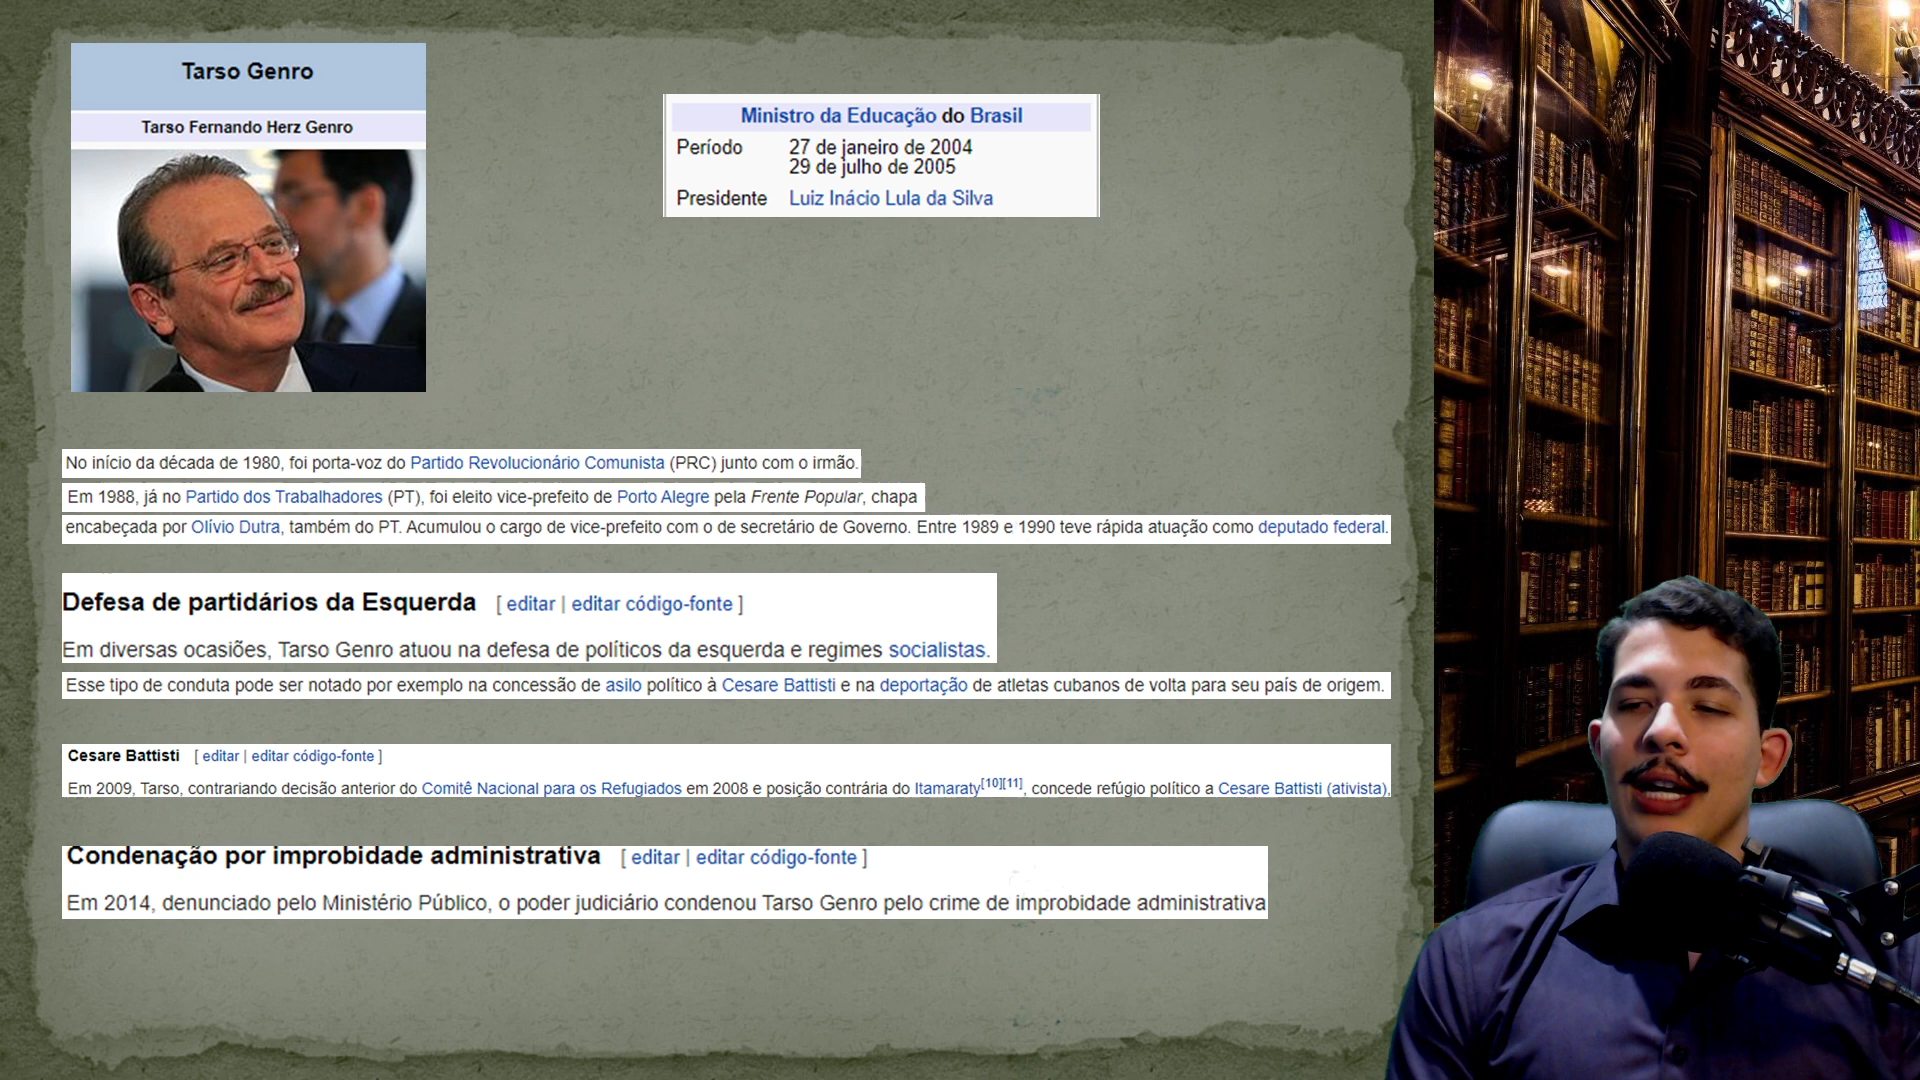 Tarso Genro
Tarso Fernando Herz Genro
Ministro da Educação do Brasil
Período 27 de janeiro de 2004
29 de julho de 2005
Presidente Luiz Inácio Lula da Silva
No início da década de 1980, foi porta-voz do Partido Revolucionário Comunista (PRC) junto com o irmão.
Em 1988, já no Partido dos Trabalhadores (PT), foi eleito vice-prefeito de Porto Alegre pela Frente Popular, chapa
encabeçada por Olívio Dutra, também do PT. Acumulou o cargo de vice-prefeito com o de secretário de Governo. Entre 1989 e 1990 teve rápida atuação como deputado federal.
Defesa de partidários da Esquerda [ editar | editar código-fonte ]
Em diversas ocasiões, Tarso Genro atuou na defesa de políticos da esquerda e regimes socialistas.
Esse tipo de conduta pode ser notado por exemplo na concessão de asilo político à Cesare Battisti e na deportação de atletas cubanos de volta para seu país de origem.
Cesare Battisti [ editar | editar código-fonte ]
Em 2009, Tarso, contrariando decisão anterior do Comitê Nacional para os Refugiados em 2008 e posição contrária do Itamaraty[10][11], concede refúgio político a Cesare Battisti (ativista),
Condenação por improbidade administrativa [ editar | editar código-fonte ]
Em 2014, denunciado pelo Ministério Público, o poder judiciário condenou Tarso Genro pelo crime de improbidade administrativa